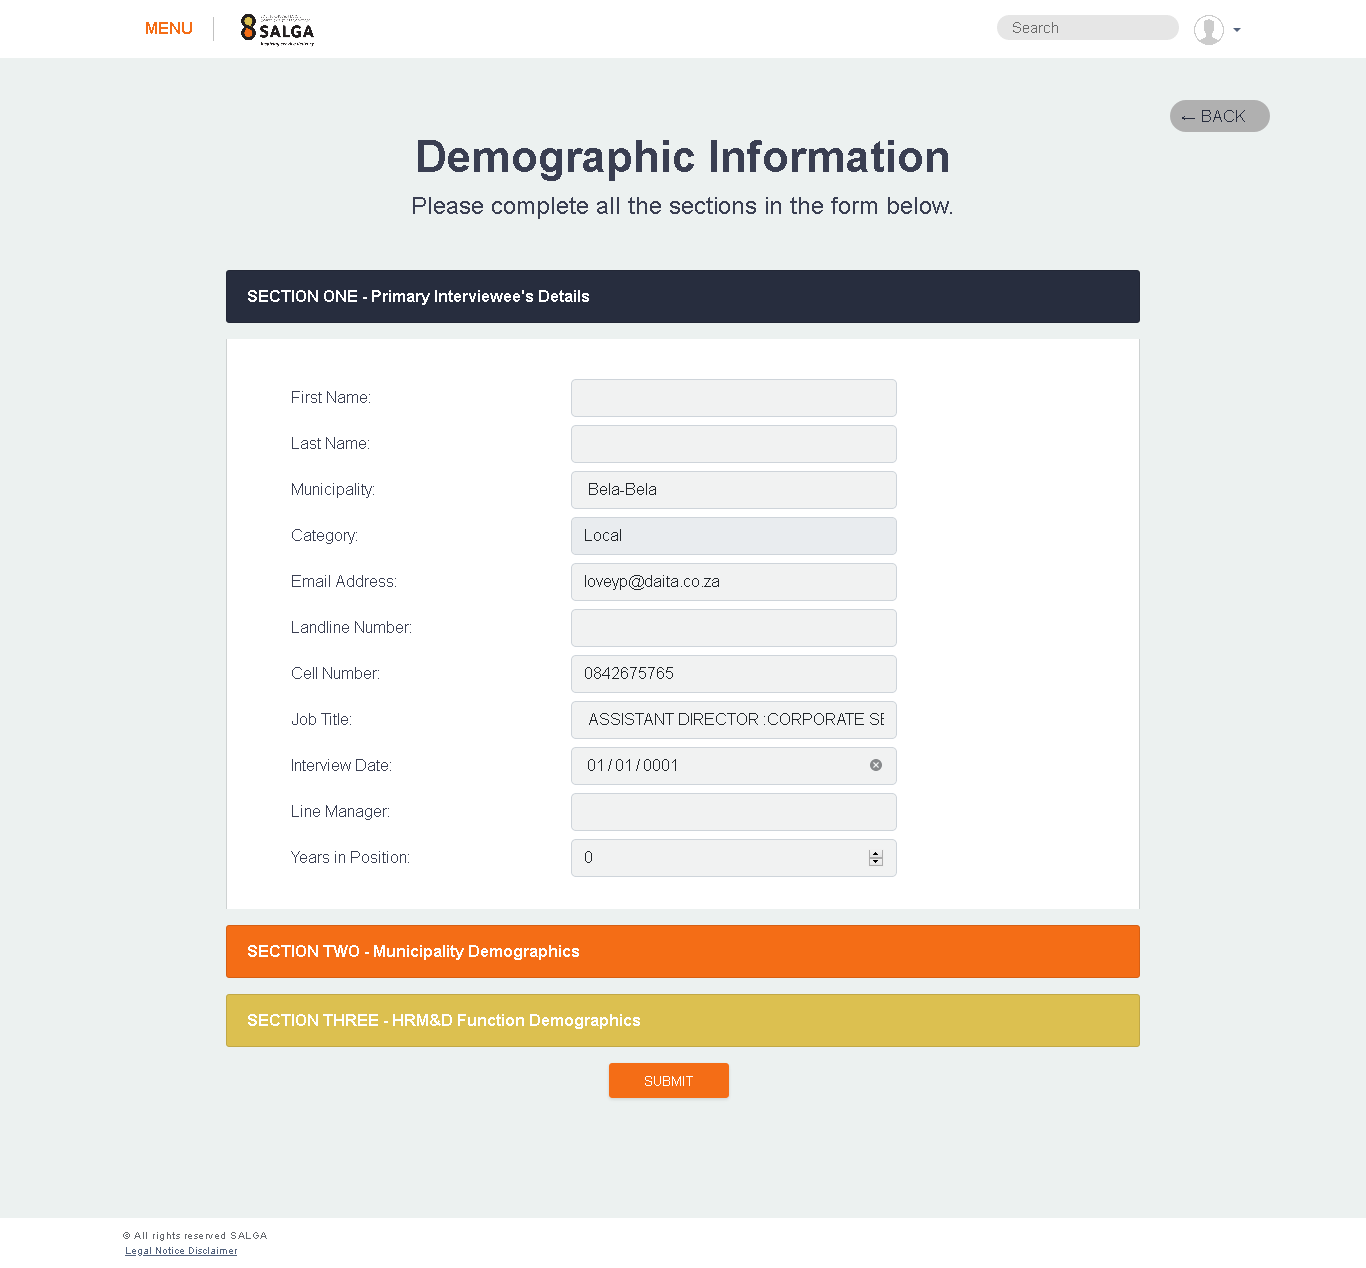 MENU
SALGA
Search
← BACK
Demographic Information
Please complete all the sections in the form below.
SECTION ONE - Primary Interviewee's Details
First Name:
Last Name:
Municipality: Bela-Bela
Category: Local
Email Address: loveyp@daita.co.za
Landline Number:
Cell Number: 0842675765
Job Title: ASSISTANT DIRECTOR :CORPORATE SE
Interview Date: 01/01/0001
Line Manager:
Years in Position: 0
SECTION TWO - Municipality Demographics
SECTION THREE - HRM&D Function Demographics
SUBMIT
© All rights reserved SALGA
Legal Notice Disclaimer